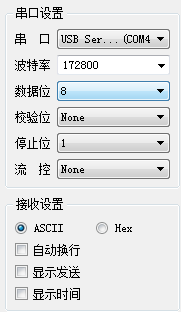 串口设置
串 口 USB Ser...(COM4
波特率 172800
数据位 8
校验位 None
停止位 1
流 控 None
接收设置
ASCII Hex
自动换行
显示发送
显示时间